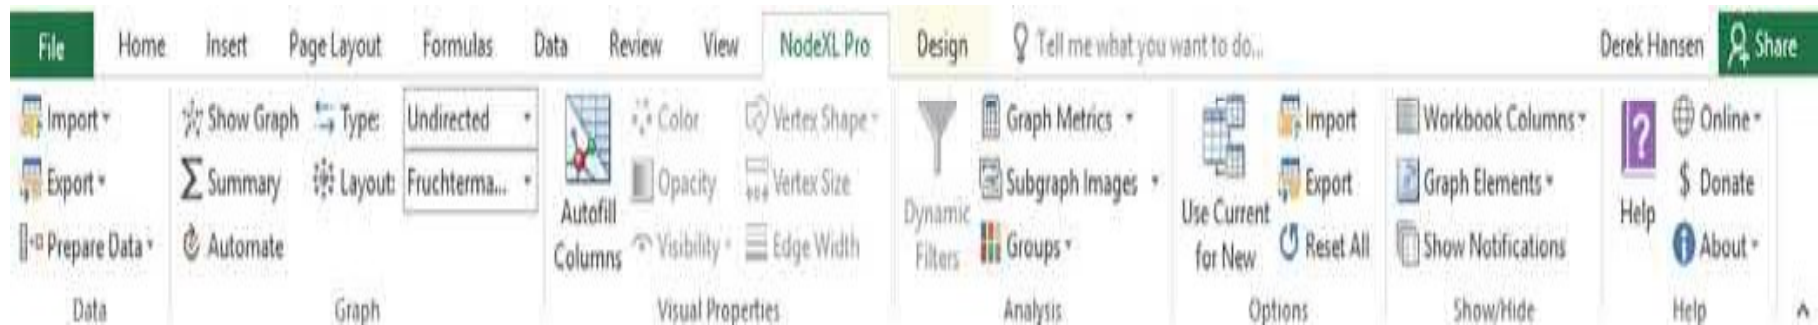 File Home Insert Page Layout Formulas Data Review View NodeXL Pro Design Tell me what you want to do... Derek Hansen Share
Import Show Graph Type: Undirected Color Vertex Shape Graph Metrics Import Workbook Columns Online
Export Summary Layout: Fruchterma... Opacity Vertex Size Subgraph Images Export Graph Elements $ Donate
Autofill Columns Dynamic Filters Use Current for New Help
Prepare Data Automate Visibility Edge Width Groups Reset All Show Notifications About
Data Graph Visual Properties Analysis Options Show/Hide Help